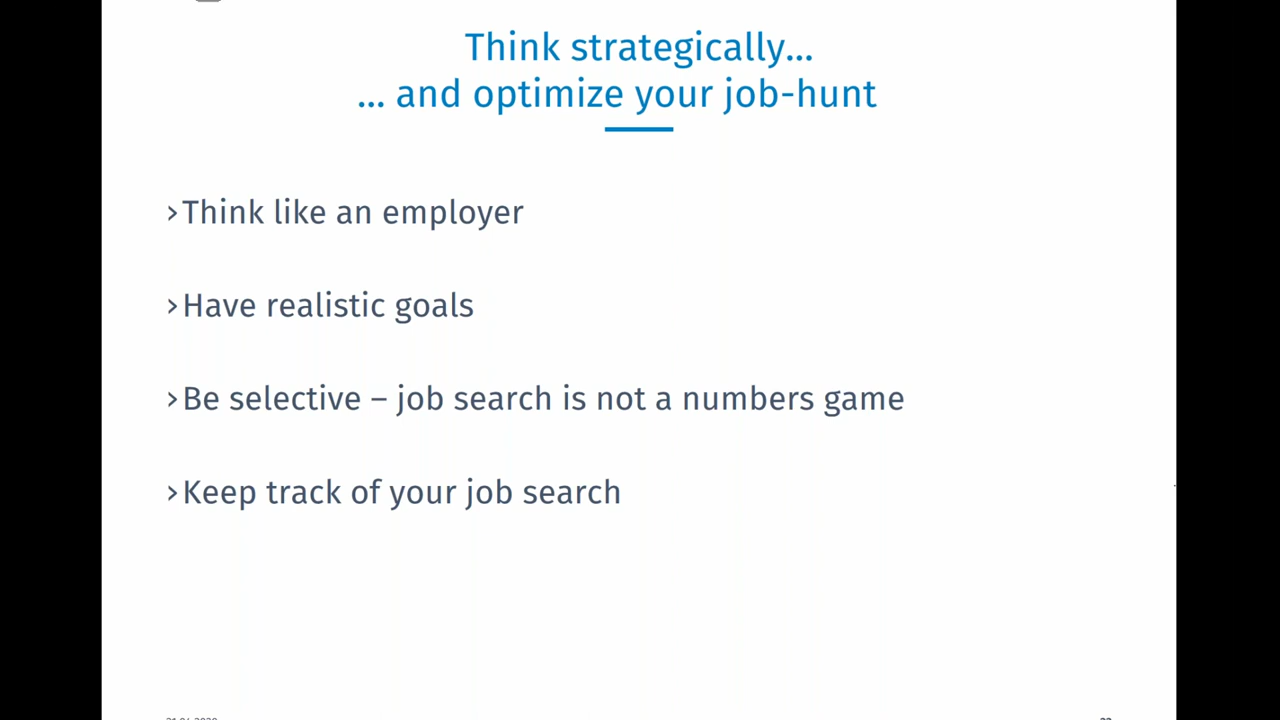 Think strategically...
... and optimize your job-hunt
›Think like an employer
›Have realistic goals
›Be selective – job search is not a numbers game
›Keep track of your job search